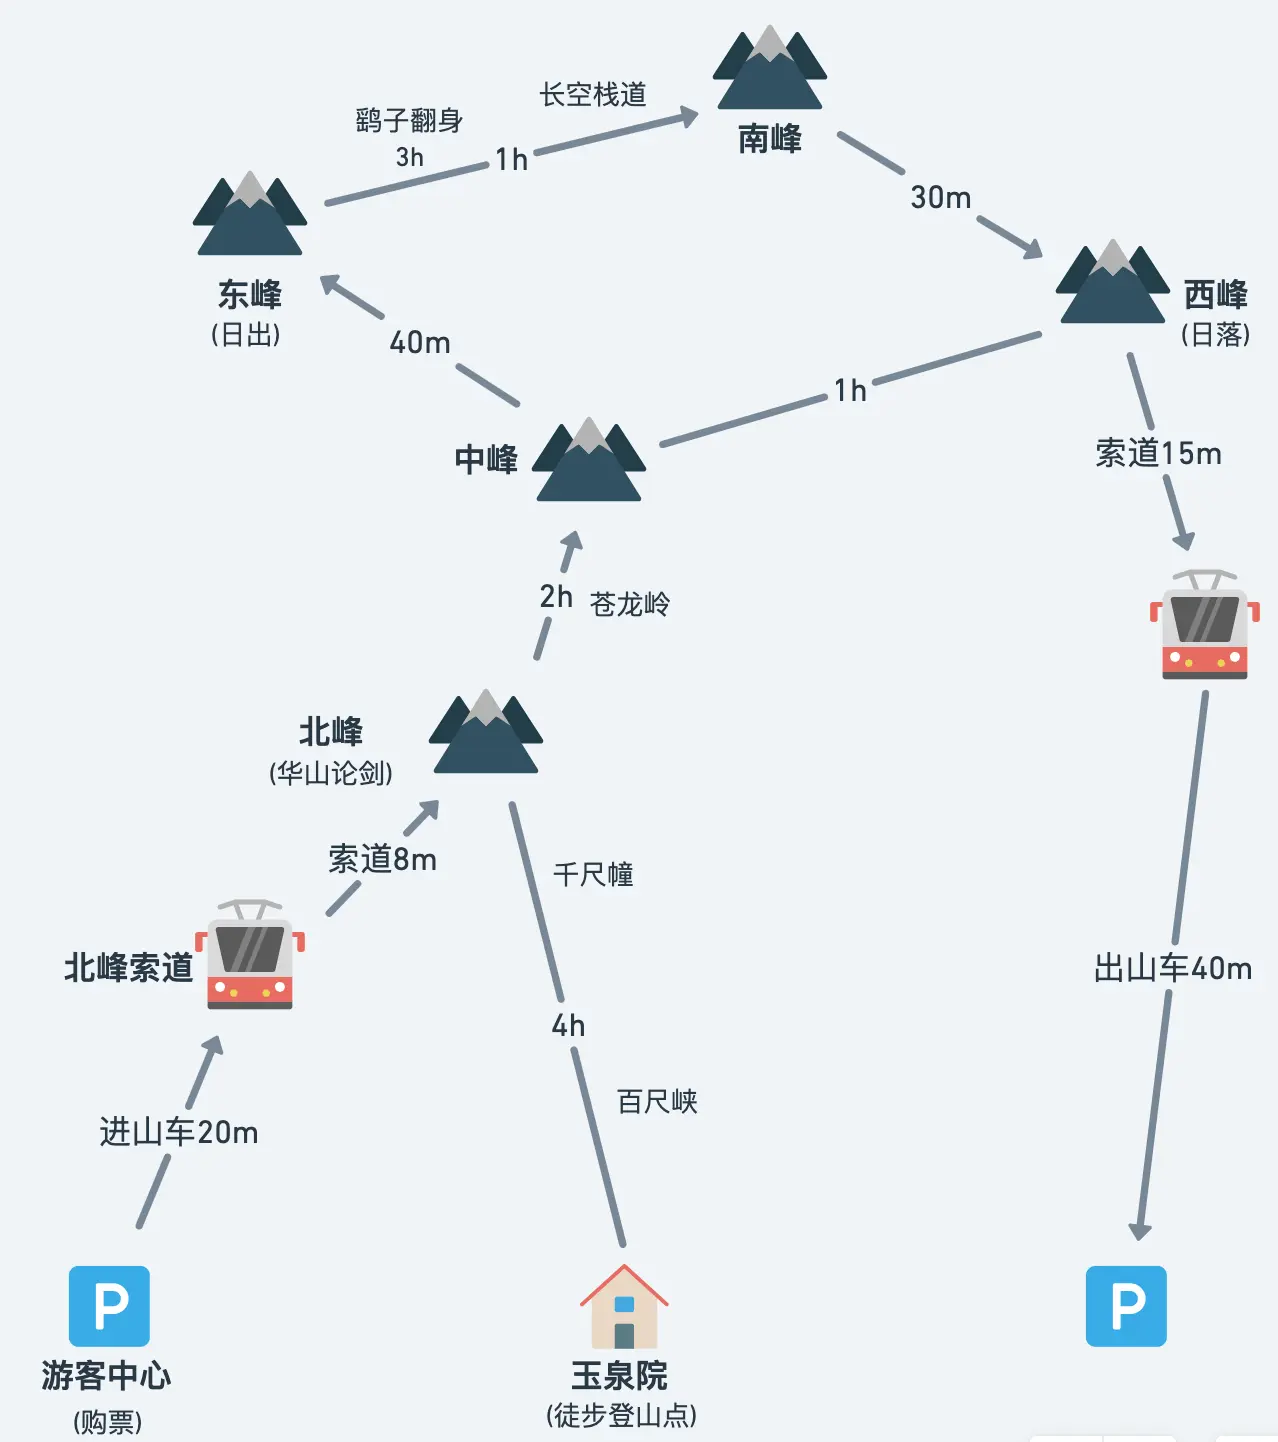 长空栈道
鹞子翻身
3h
1h
南峰
30m
东峰
(日出)
西峰
(日落)
40m
1h
中峰
索道15m
2h
苍龙岭
北峰
(华山论剑)
索道8m
千尺幢
北峰索道
出山车40m
4h
百尺峡
进山车20m
P
P
游客中心
(购票)
玉泉院
(徒步登山点)